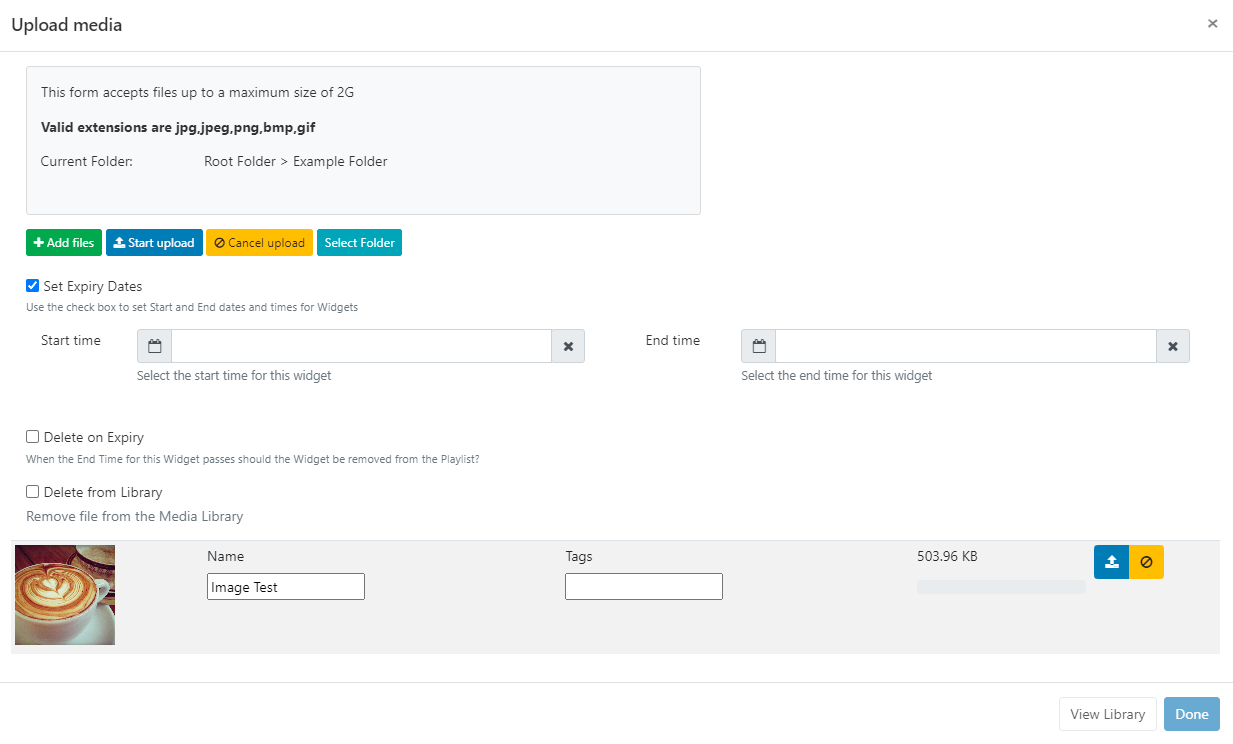 Upload media
×
This form accepts files up to a maximum size of 2G
Valid extensions are jpg,jpeg,png,bmp,gif
Current Folder: Root Folder > Example Folder
Add files Start upload Cancel upload Select Folder
Set Expiry Dates
Use the check box to set Start and End dates and times for Widgets
Start time End time
Select the start time for this widget Select the end time for this widget
Delete on Expiry
When the End Time for this Widget passes should the Widget be removed from the Playlist?
Delete from Library
Remove file from the Media Library
Name Tags 503.96 KB
Image Test
View Library Done